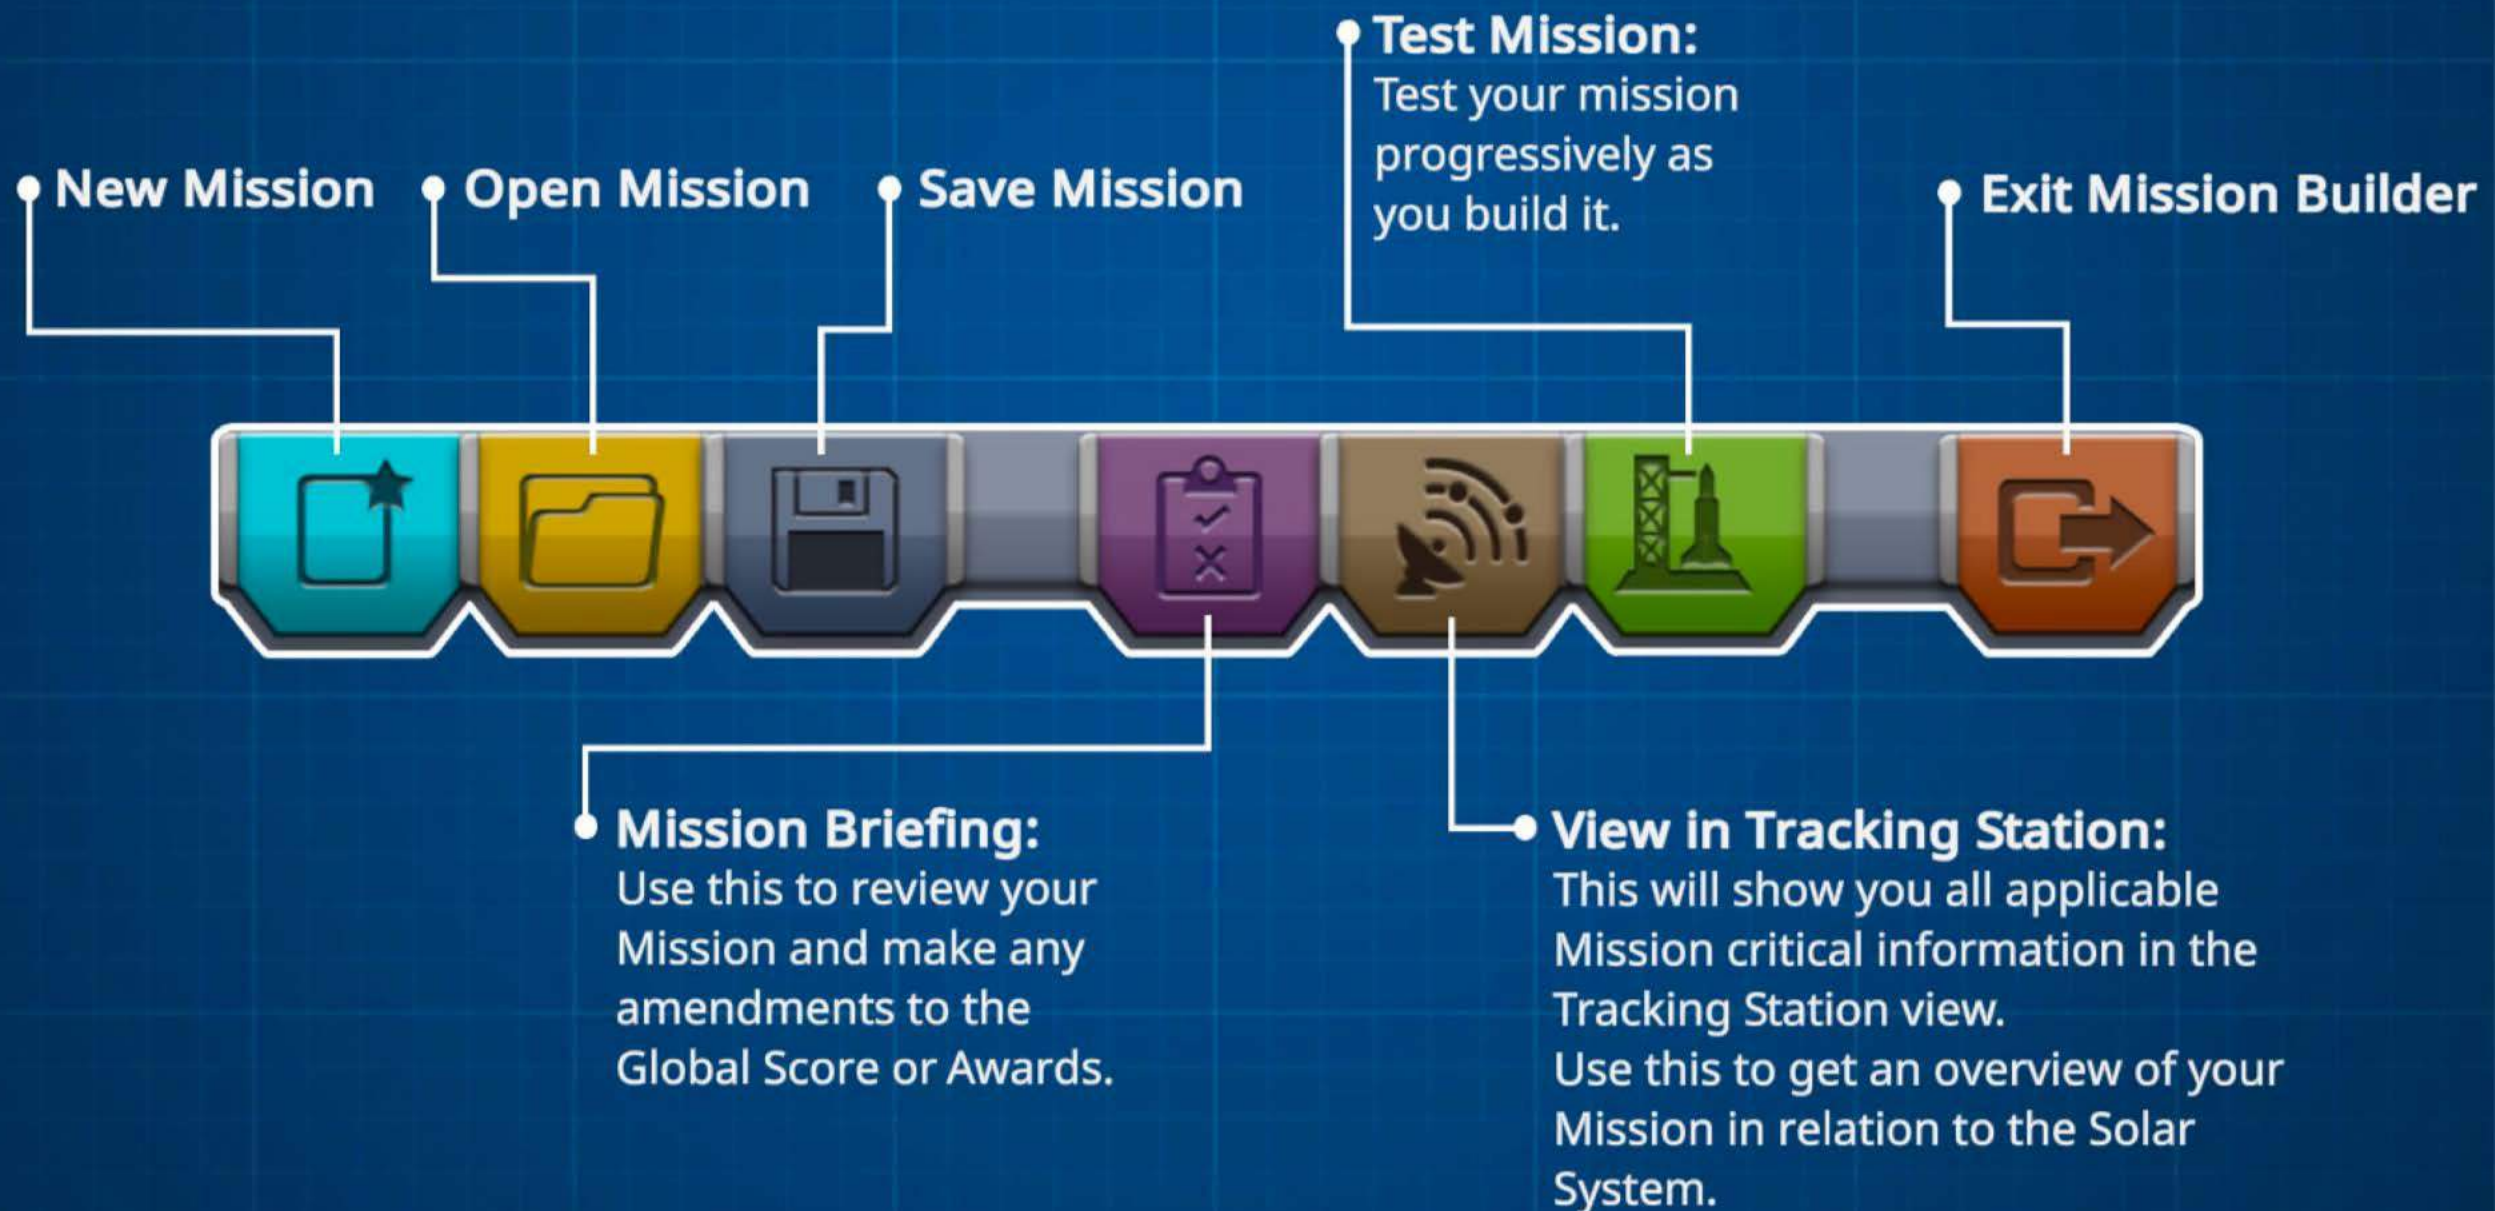 Test Mission:
Test your mission
progressively as
you build it.
New Mission
Open Mission
Save Mission
Exit Mission Builder
Mission Briefing:
Use this to review your
Mission and make any
amendments to the
Global Score or Awards.
View in Tracking Station:
This will show you all applicable
Mission critical information in the
Tracking Station view.
Use this to get an overview of your
Mission in relation to the Solar
System.